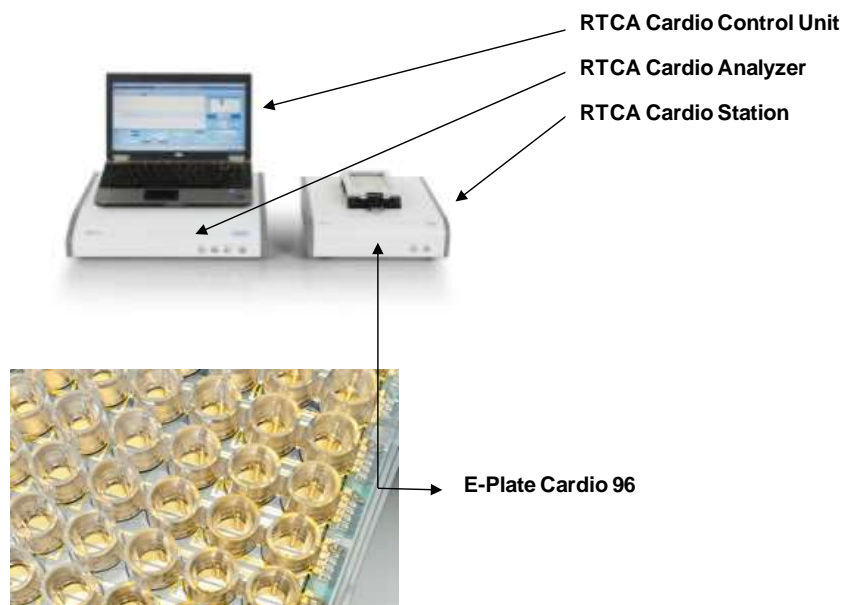 RTCA Cardio Control Unit
RTCA Cardio Analyzer
RTCA Cardio Station
E-Plate Cardio 96